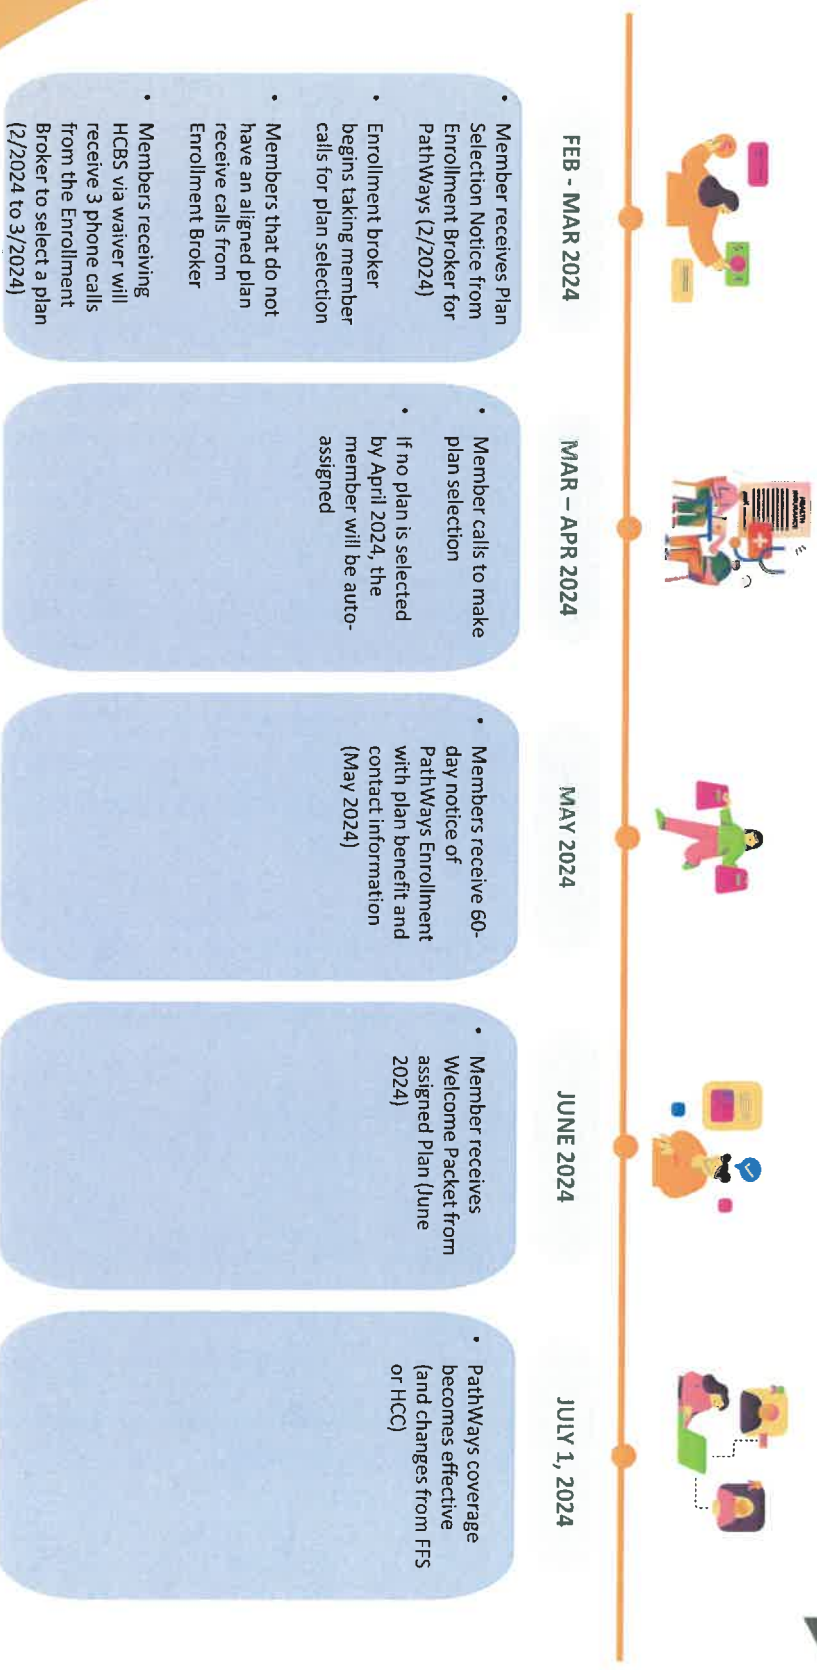 HEALTH
INSURANCE
FEB - MAR 2024
MAR – APR 2024
MAY 2024
JUNE 2024
JULY 1, 2024
• Member receives Plan
Selection Notice from
Enrollment Broker for
PathWays (2/2024)
• Enrollment broker
begins taking member
calls for plan selection
• Members that do not
have an aligned plan
receive calls from
Enrollment Broker
• Members receiving
HCBS via waiver will
receive 3 phone calls
from the Enrollment
Broker to select a plan
(2/2024 to 3/2024)
• Member calls to make
plan selection
• If no plan is selected
by April 2024, the
member will be auto-
assigned
• Members receive 60-
day notice of
PathWays Enrollment
with plan benefit and
contact information
(May 2024)
• Member receives
Welcome Packet from
assigned Plan (June
2024)
• PathWays coverage
becomes effective
(and changes from FFS
or HCC)